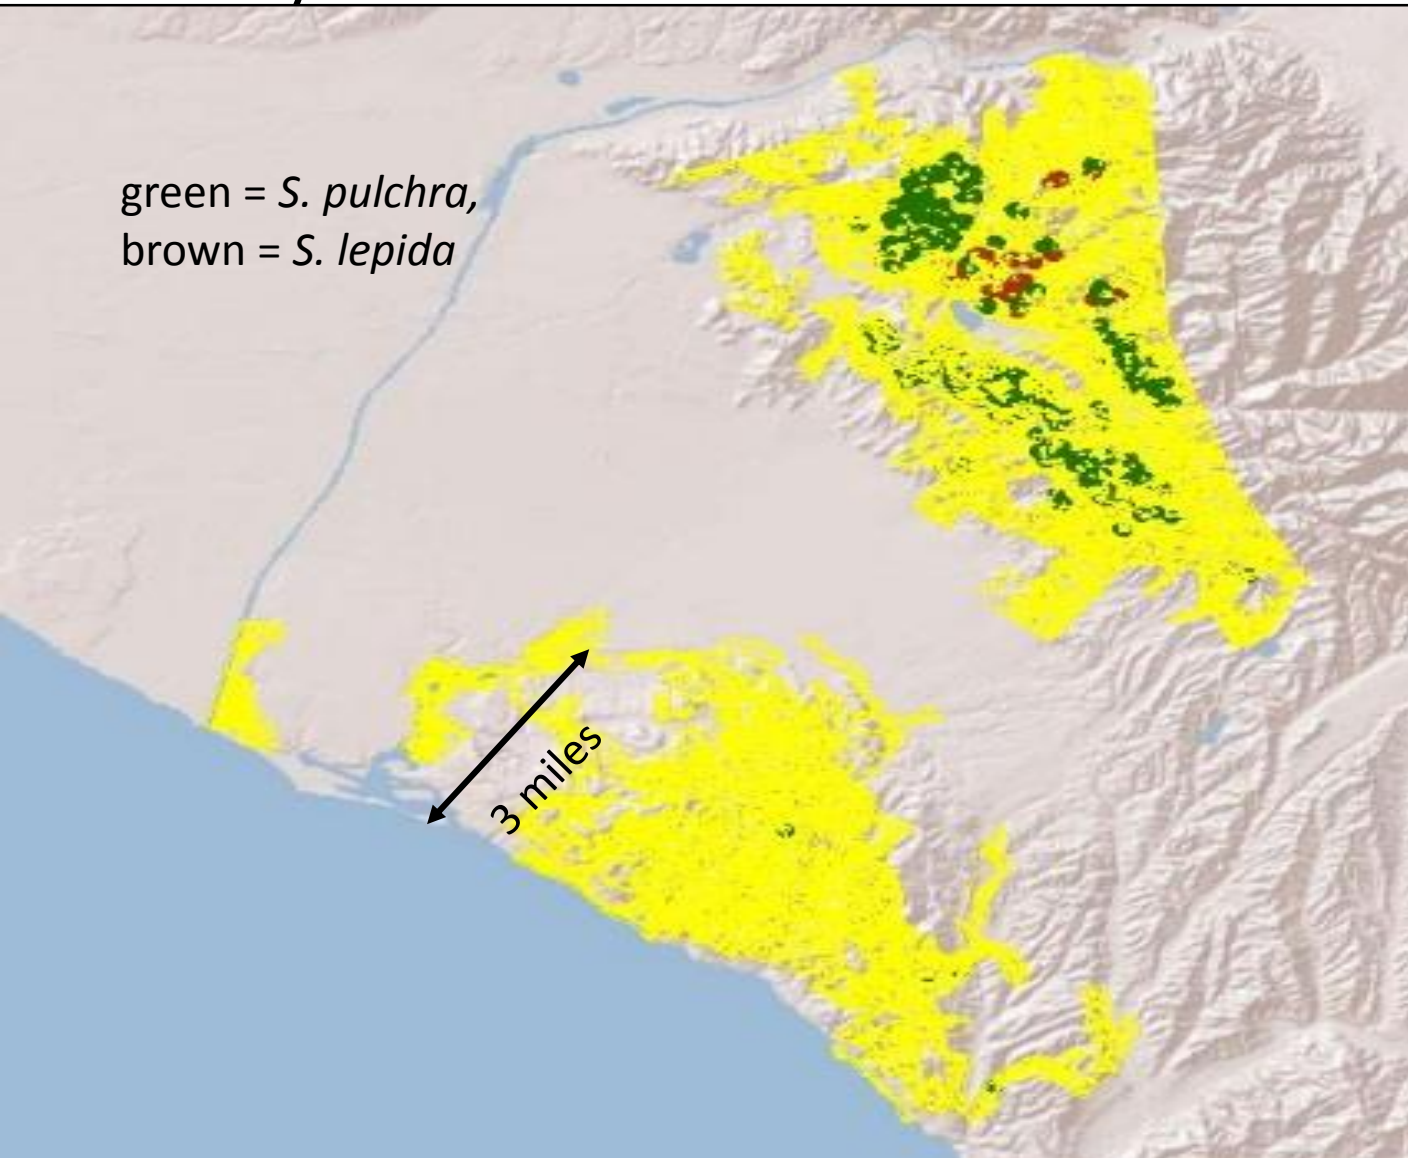 green = S. pulchra,
brown = S. lepida
3 miles